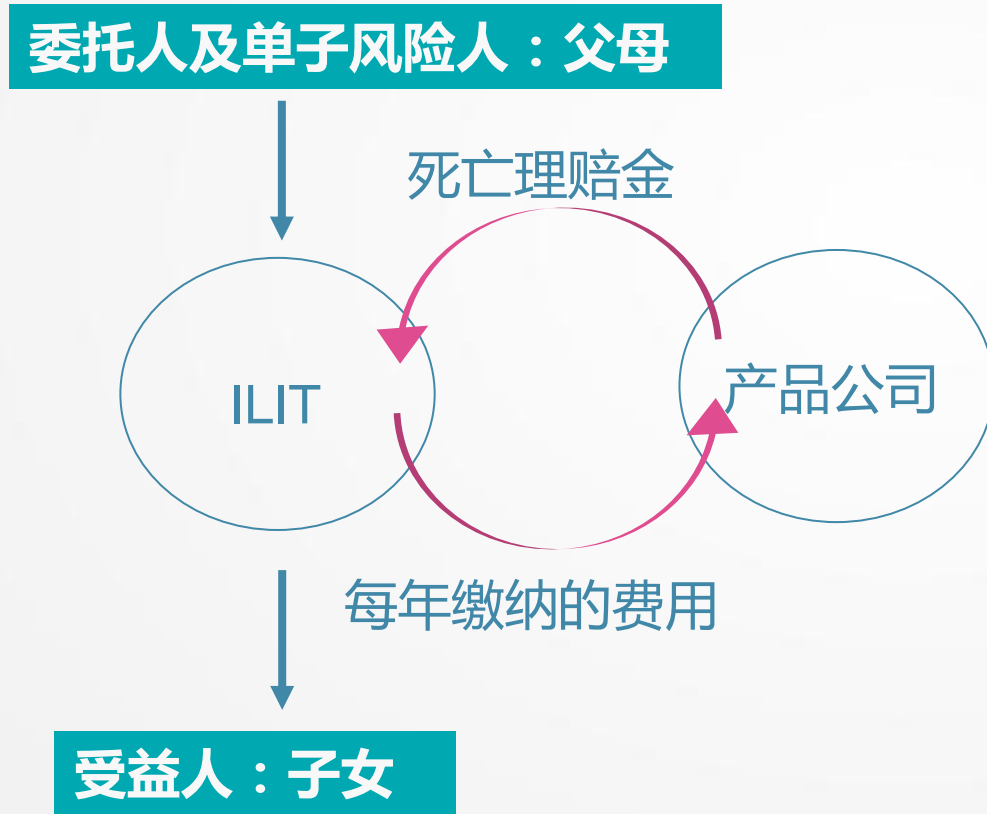 委托人及单子风险人：父母
死亡理赔金
ILIT
产品公司
每年缴纳的费用
受益人：子女